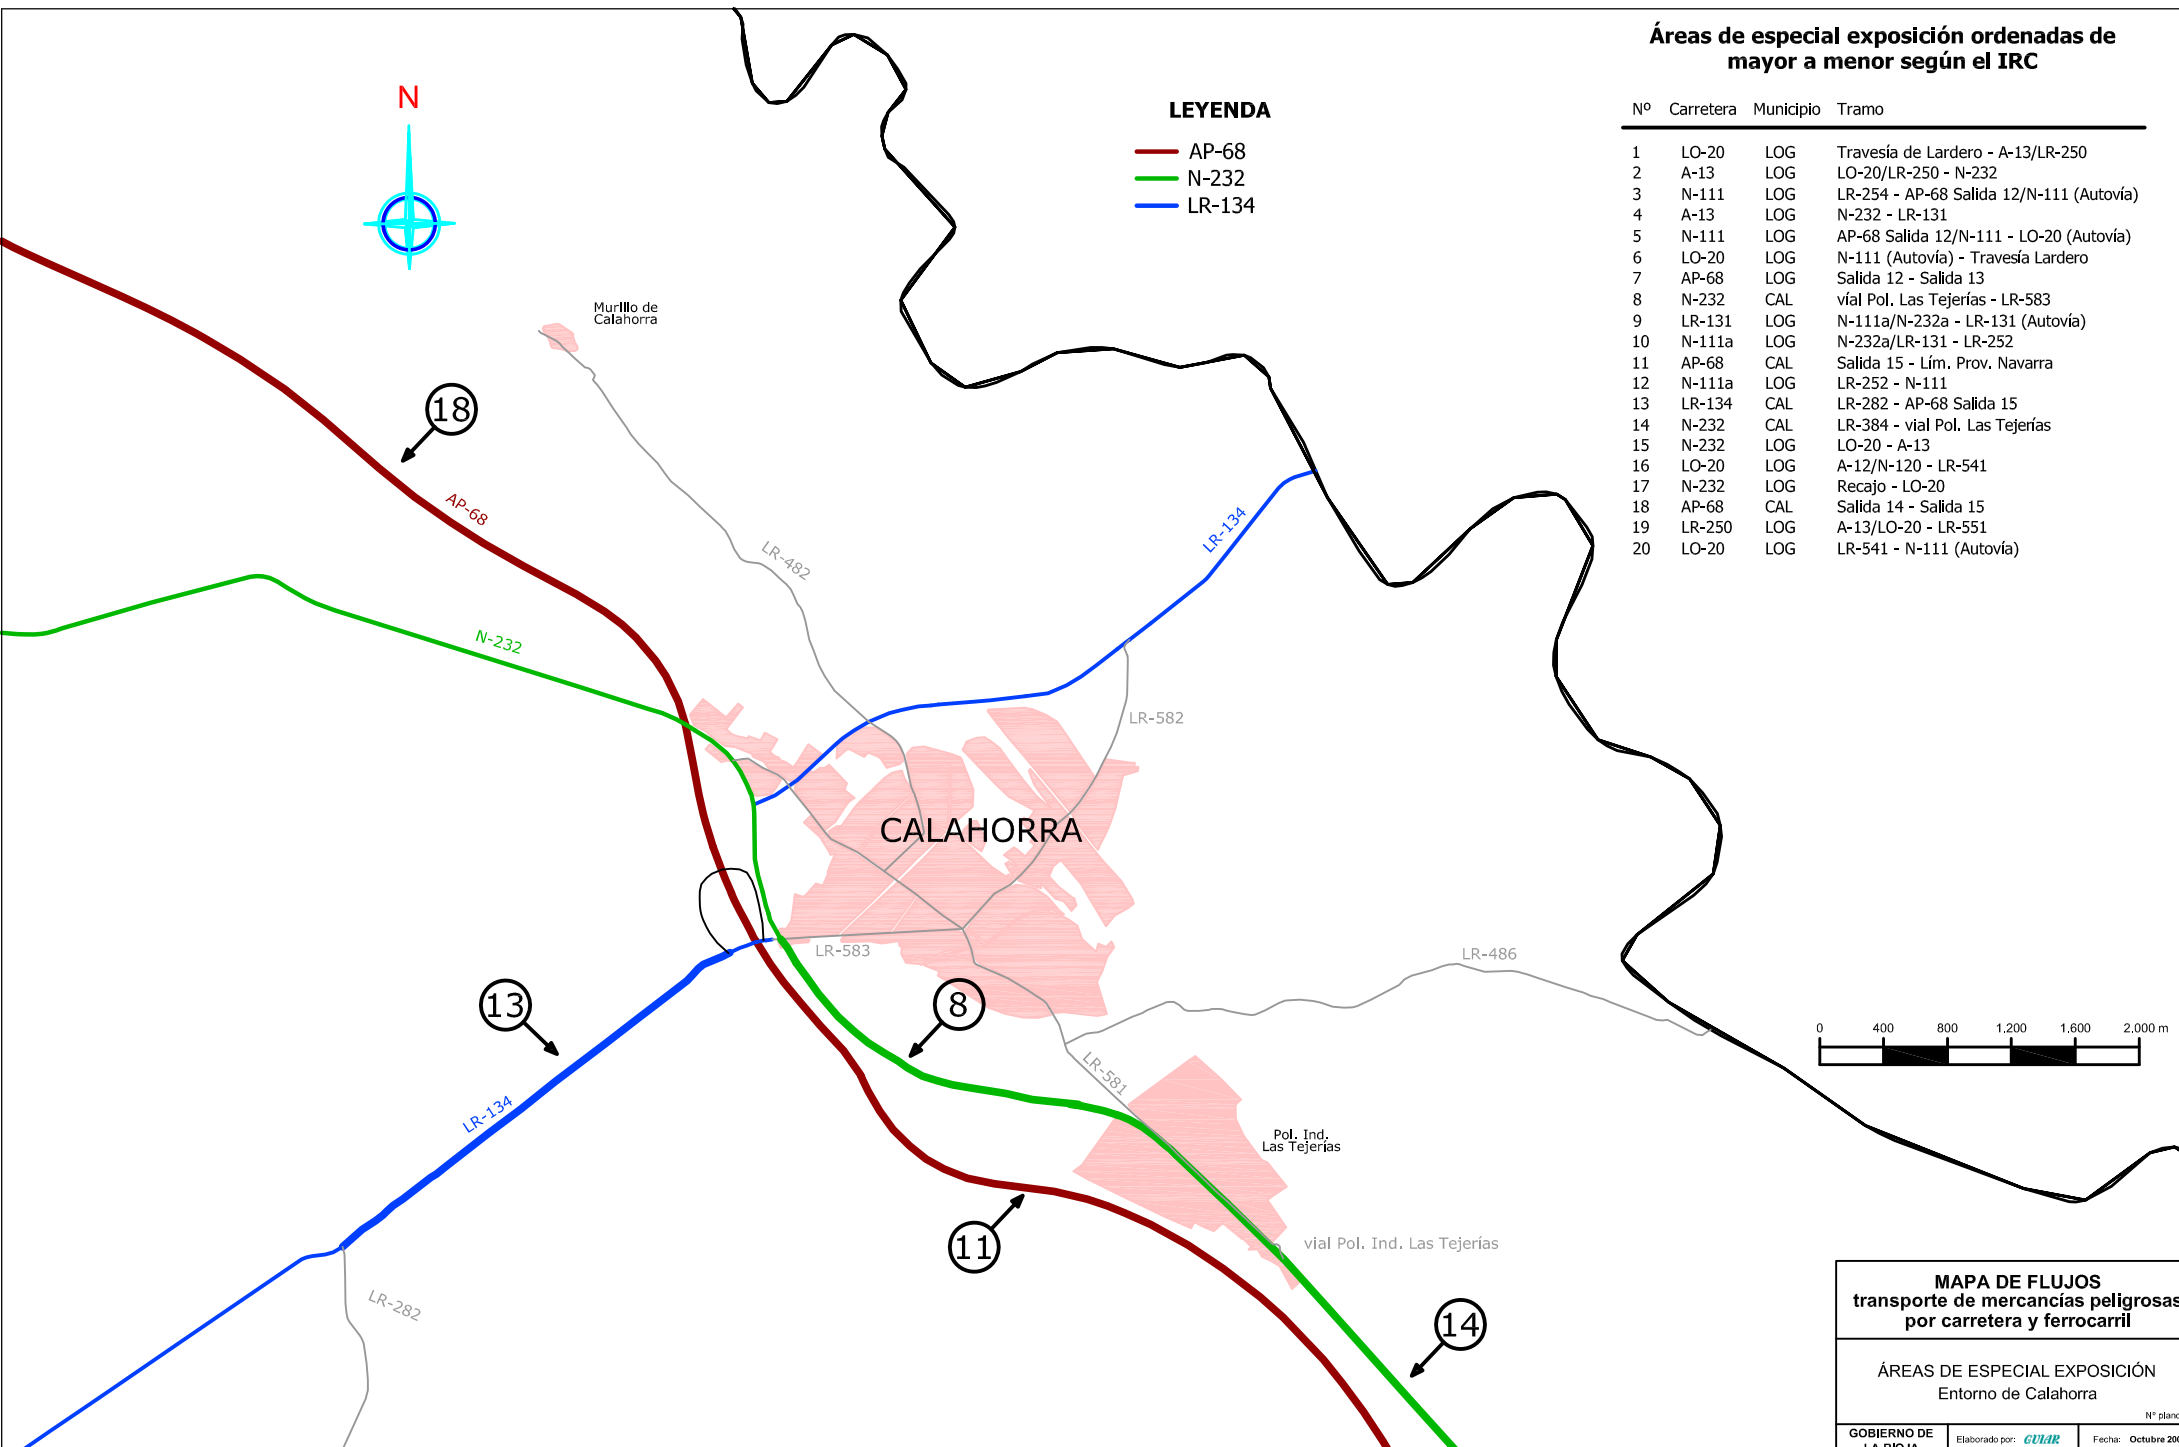 Áreas de especial exposición ordenadas de
mayor a menor según el IRC
Nº Carretera Municipio Tramo
1 LO-20 LOG Travesía de Lardero - A-13/LR-250
2 A-13 LOG LO-20/LR-250 - N-232
3 N-111 LOG LR-254 - AP-68 Salida 12/N-111 (Autovía)
4 A-13 LOG N-232 - LR-131
5 N-111 LOG AP-68 Salida 12/N-111 - LO-20 (Autovía)
6 LO-20 LOG N-111 (Autovía) - Travesía Lardero
7 AP-68 LOG Salida 12 - Salida 13
8 N-232 CAL víal Pol. Las Tejerías - LR-583
9 LR-131 LOG N-111a/N-232a - LR-131 (Autovía)
10 N-111a LOG N-232a/LR-131 - LR-252
11 AP-68 CAL Salida 15 - Lím. Prov. Navarra
12 N-111a LOG LR-252 - N-111
13 LR-134 CAL LR-282 - AP-68 Salida 15
14 N-232 CAL LR-384 - vial Pol. Las Tejerías
15 N-232 LOG LO-20 - A-13
16 LO-20 LOG A-12/N-120 - LR-541
17 N-232 LOG Recajo - LO-20
18 AP-68 CAL Salida 14 - Salida 15
19 LR-250 LOG A-13/LO-20 - LR-551
20 LO-20 LOG LR-541 - N-111 (Autovía)
N
LEYENDA
AP-68
N-232
LR-134
Murillo de
Calahorra
18
AP-68
LR-482
LR-134
N-232
LR-582
CALAHORRA
LR-583
LR-486
13
8
LR-134
LR-581
Pol. Ind.
Las Tejerías
11
vial Pol. Ind. Las Tejerías
LR-282
14
0 400 800 1.200 1.600 2.000 m
MAPA DE FLUJOS
transporte de mercancías peligrosas
por carretera y ferrocarril
ÁREAS DE ESPECIAL EXPOSICIÓN
Entorno de Calahorra
Nº plano
GOBIERNO DE
LA RIOJA
Elaborado por: GUIAR
Fecha: Octubre